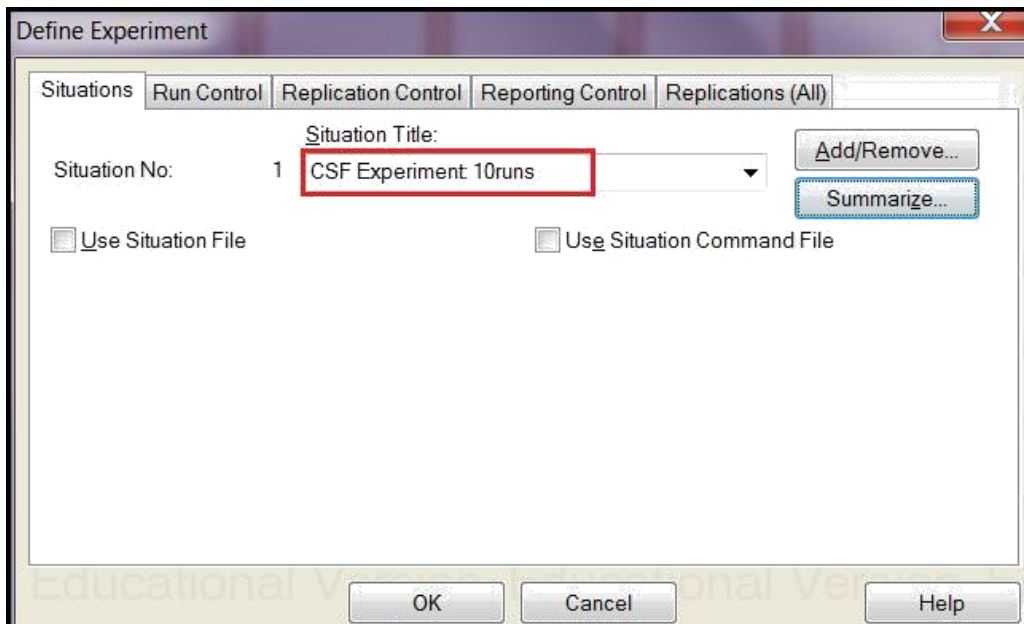 Define Experiment
Situations Run Control Replication Control Reporting Control Replications (All)
Situation Title:
Situation No: 1 CSF Experiment: 10runs
Add/Remove...
Summarize...
Use Situation File Use Situation Command File
Educational Version Educational Version
OK Cancel Help